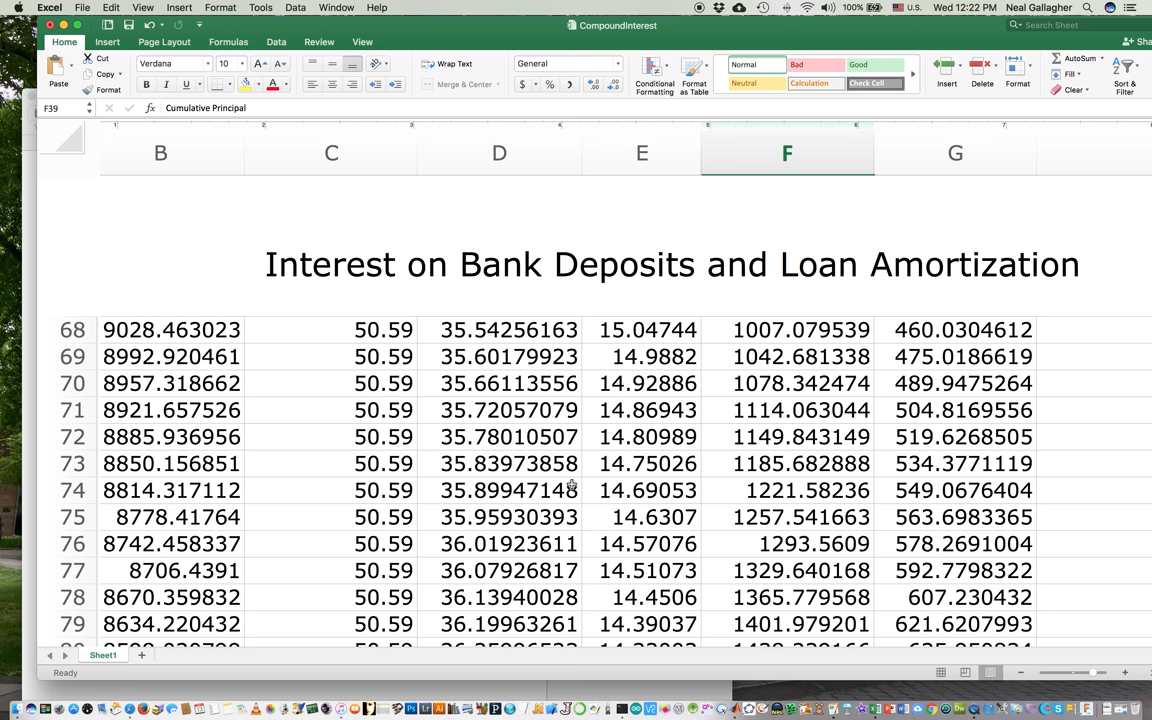 Excel File Edit View Insert Format Tools Data Window Help 100% U.S. Wed 12:22 PM Neal Gallagher
CompoundInterest Search Sheet
Home Insert Page Layout Formulas Data Review View Sha
Paste Cut Copy Format Verdana 10 Wrap Text General Normal Bad Good AutoSum
B I U Merge & Center $ % Conditional Formatting Format as Table Neutral Calculation Check Cell Insert Delete Format Fill Clear Sort & Filter
F39 fx Cumulative Principal
1 2 3 4 5 6 7
B C D E F G
Interest on Bank Deposits and Loan Amortization
68 9028.463023 50.59 35.54256163 15.04744 1007.079539 460.0304612
69 8992.920461 50.59 35.60179923 14.9882 1042.681338 475.0186619
70 8957.318662 50.59 35.66113556 14.92886 1078.342474 489.9475264
71 8921.657526 50.59 35.72057079 14.86943 1114.063044 504.8169556
72 8885.936956 50.59 35.78010507 14.80989 1149.843149 519.6268505
73 8850.156851 50.59 35.83973858 14.75026 1185.682888 534.3771119
74 8814.317112 50.59 35.89947148 14.69053 1221.58236 549.0676404
75 8778.41764 50.59 35.95930393 14.6307 1257.541663 563.6983365
76 8742.458337 50.59 36.01923611 14.57076 1293.5609 578.2691004
77 8706.4391 50.59 36.07926817 14.51073 1329.640168 592.7798322
78 8670.359832 50.59 36.13940028 14.4506 1365.779568 607.230432
79 8634.220432 50.59 36.19963261 14.39037 1401.979201 621.6207993
Sheet1
Ready